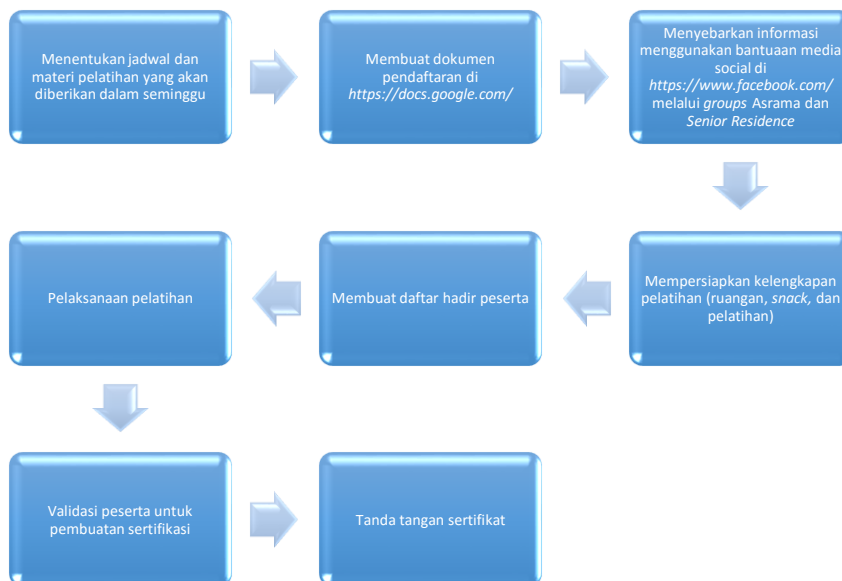 Menentukan jadwal dan
materi pelatihan yang akan
diberikan dalam seminggu
Membuat dokumen
pendaftaran di
https://docs.google.com/
Menyebarkan informasi
menggunakan bantuaan media
social di
https://www.facebook.com/
melalui groups Asrama dan
Senior Residence
Mempersiapkan kelengkapan
pelatihan (ruangan, snack, dan
pelatihan)
Membuat daftar hadir peserta
Pelaksanaan pelatihan
Validasi peserta untuk
pembuatan sertifikasi
Tanda tangan sertifikat